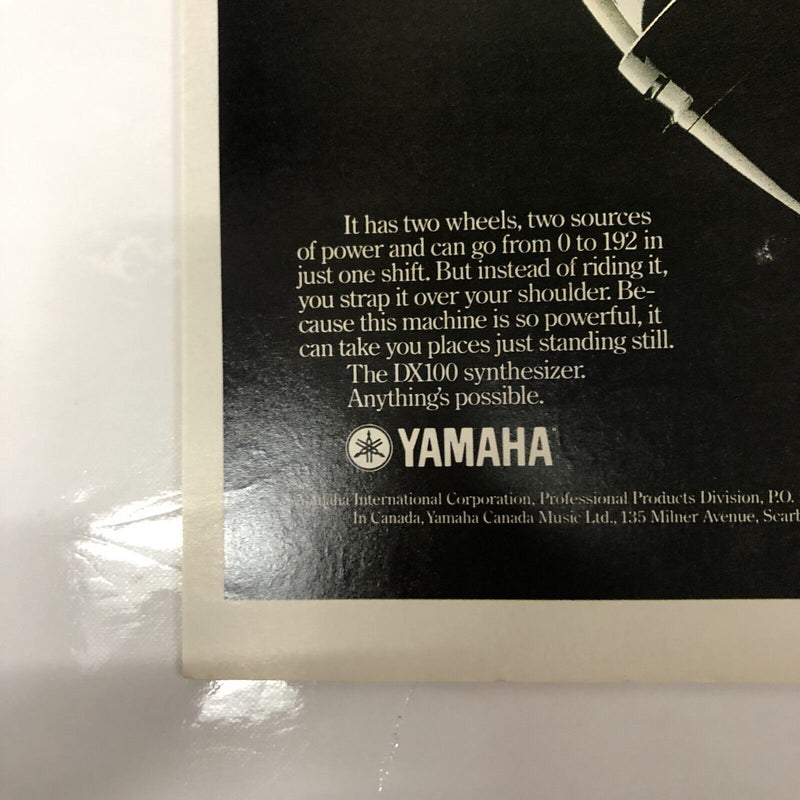 It has two wheels, two sources
of power and can go from 0 to 192 in
just one shift. But instead of riding it,
you strap it over your shoulder. Be-
cause this machine is so powerful, it
can take you places just standing still.
The DX100 synthesizer.
Anything's possible.
YAMAHA
Yamaha International Corporation, Professional Products Division, P.O.
In Canada, Yamaha Canada Music Ltd., 135 Milner Avenue,